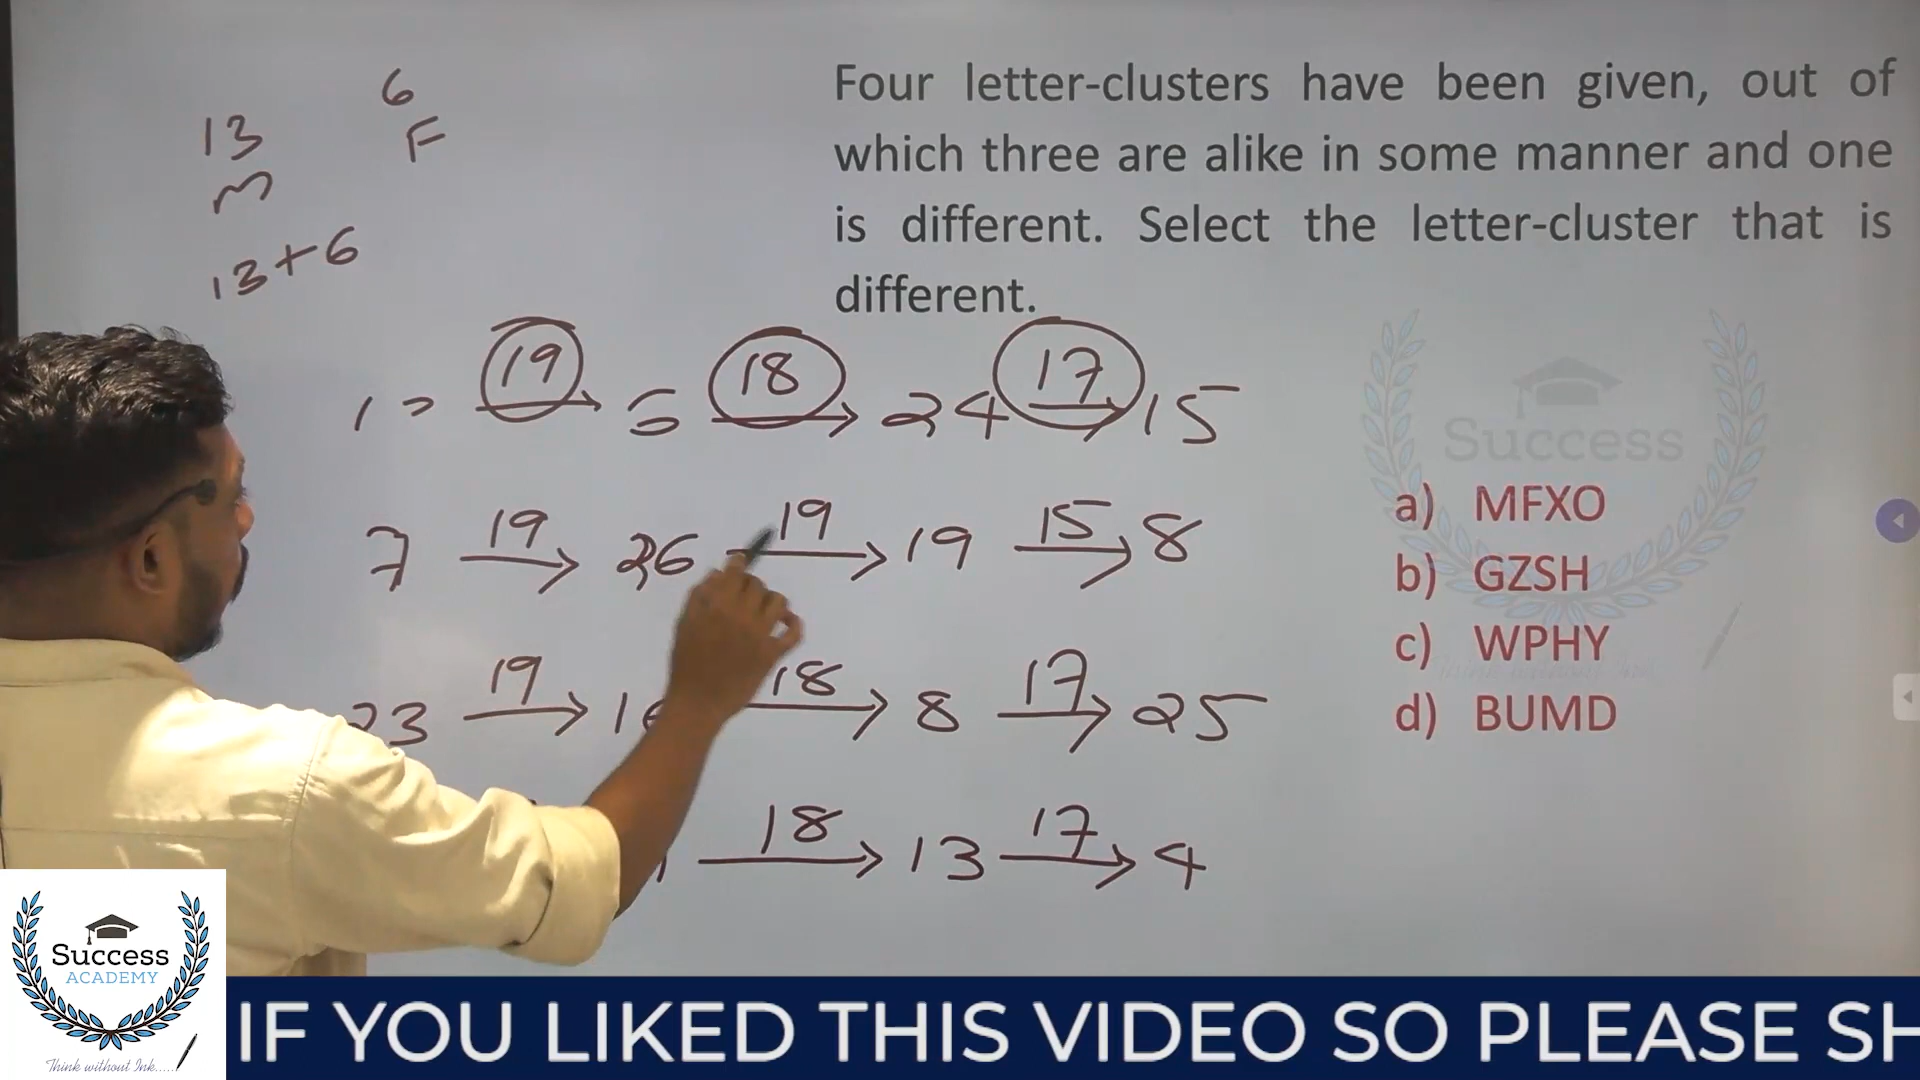 13
M
13+6
6
F
Four letter-clusters have been given, out of
which three are alike in some manner and one
is different. Select the letter-cluster that is
different.
19 6 18 24 17 15
7 19 26 19 19 15 8
23 19 18 8 17 25
18 13 17 4
Success
a) MFXO
b) GZSH
c) WPHY
d) BUMD
Success
ACADEMY
Think without Ink.....
IF YOU LIKED THIS VIDEO SO PLEASE SH